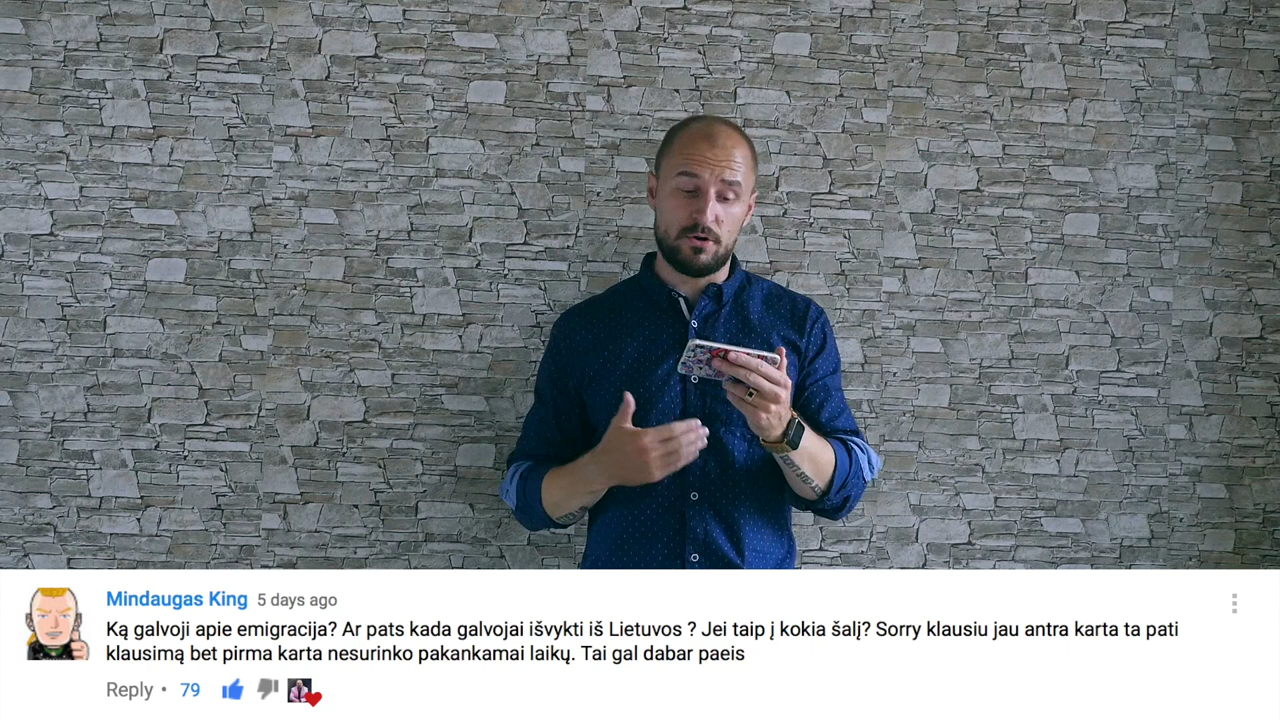 Mindaugas King 5 days ago
Ką galvoji apie emigracija? Ar pats kada galvojai išvykti iš Lietuvos ? Jei taip į kokia šalį? Sorry klausiu jau antra karta ta pati
klausimą bet pirma karta nesurinko pakankamai laikų. Tai gal dabar paeis
Reply • 79